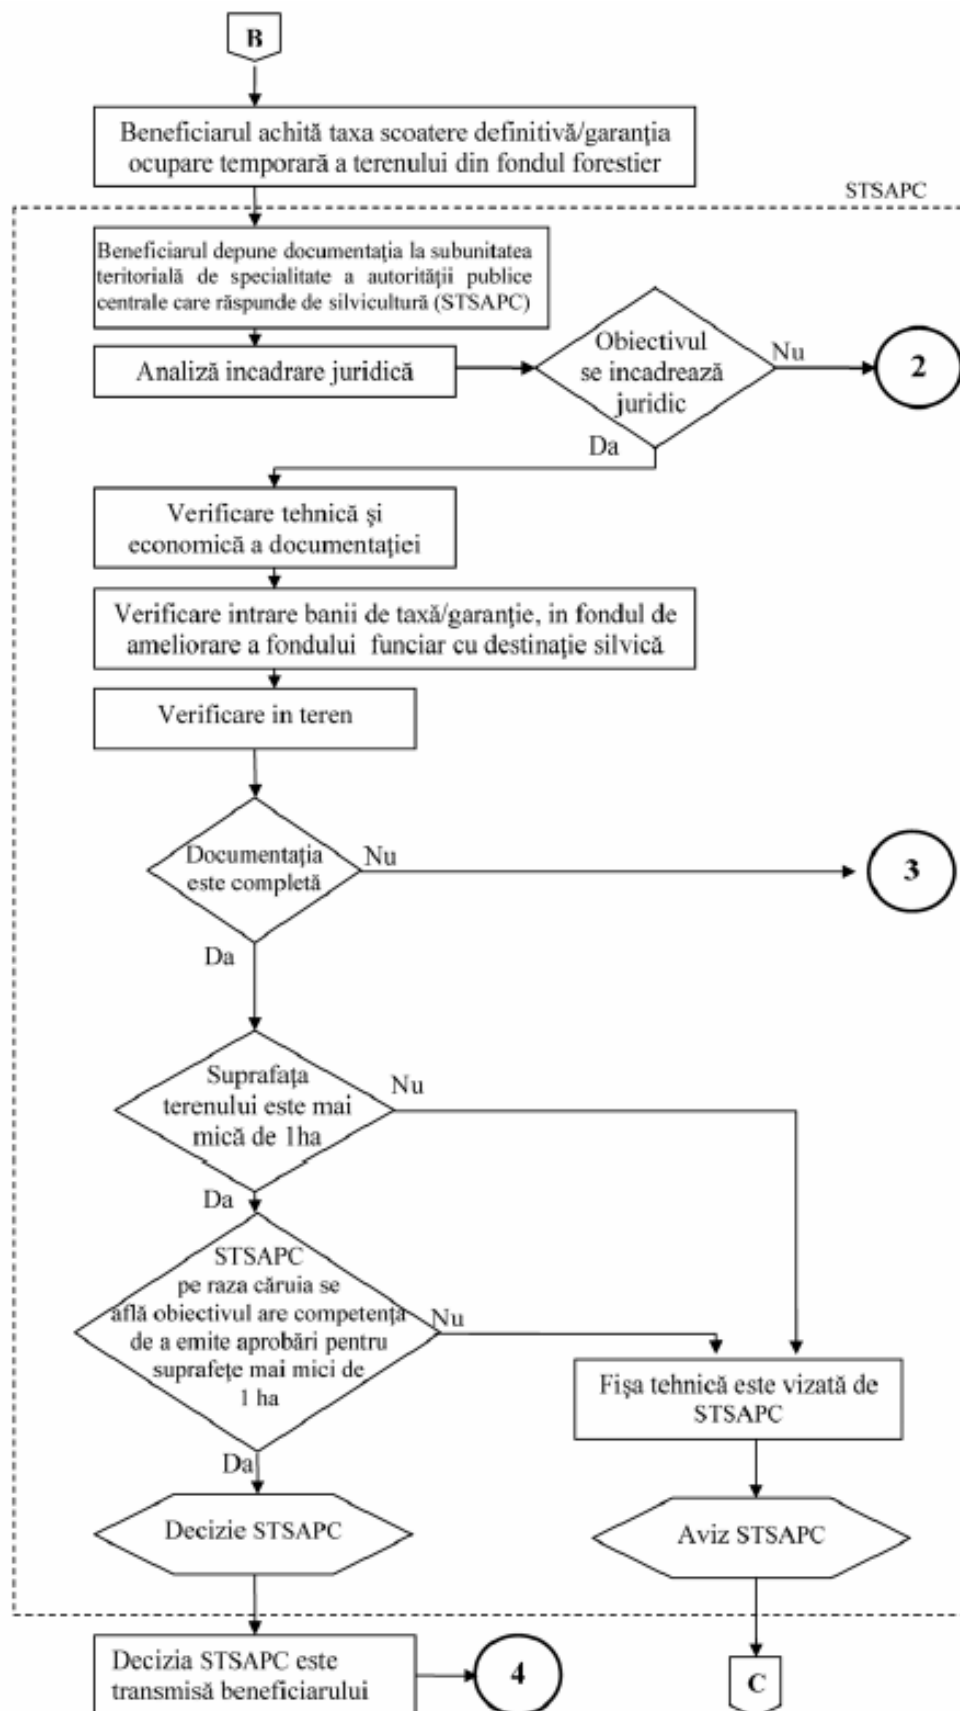 B
Beneficiarul achită taxa scoatere definitivă/garanţia
ocupare temporară a terenului din fondul forestier
STSAPC
Beneficiarul depune documentaţia la subunitatea
teritorială de specialitate a autorităţii publice
centrale care răspunde de silvicultură (STSAPC)
Analiză incadrare juridică
Obiectivul
se incadrează
juridic
Nu
2
Da
Verificare tehnică şi
economică a documentaţiei
Verificare intrare banii de taxă/garanţie, in fondul de
ameliorare a fondului funciar cu destinaţie silvică
Verificare in teren
Documentaţia
este completă
Nu
3
Da
Suprafaţa
terenului este mai
mică de 1ha
Nu
Da
STSAPC
pe raza căruia se
află obiectivul are competenţa
de a emite aprobări pentru
suprafeţe mai mici de
1 ha
Nu
Fişa tehnică este vizată de
STSAPC
Da
Decizie STSAPC
Aviz STSAPC
Decizia STSAPC este
transmisă beneficiarului
4
C